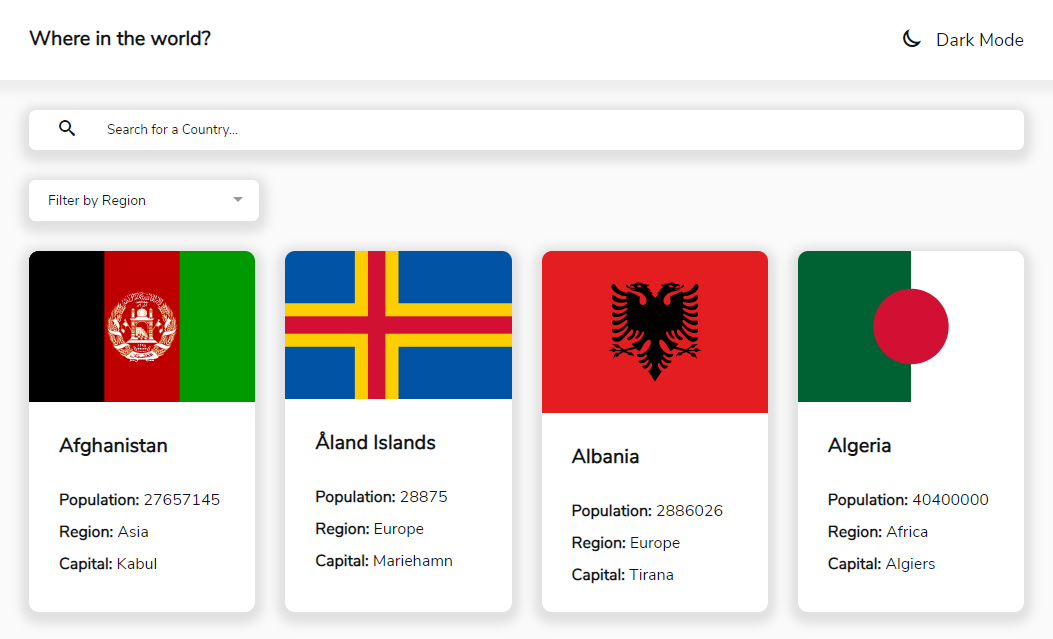 Where in the world?
Dark Mode
Search for a Country...
Filter by Region
Afghanistan
Population: 27657145
Region: Asia
Capital: Kabul
Åland Islands
Population: 28875
Region: Europe
Capital: Mariehamn
Albania
Population: 2886026
Region: Europe
Capital: Tirana
Algeria
Population: 40400000
Region: Africa
Capital: Algiers